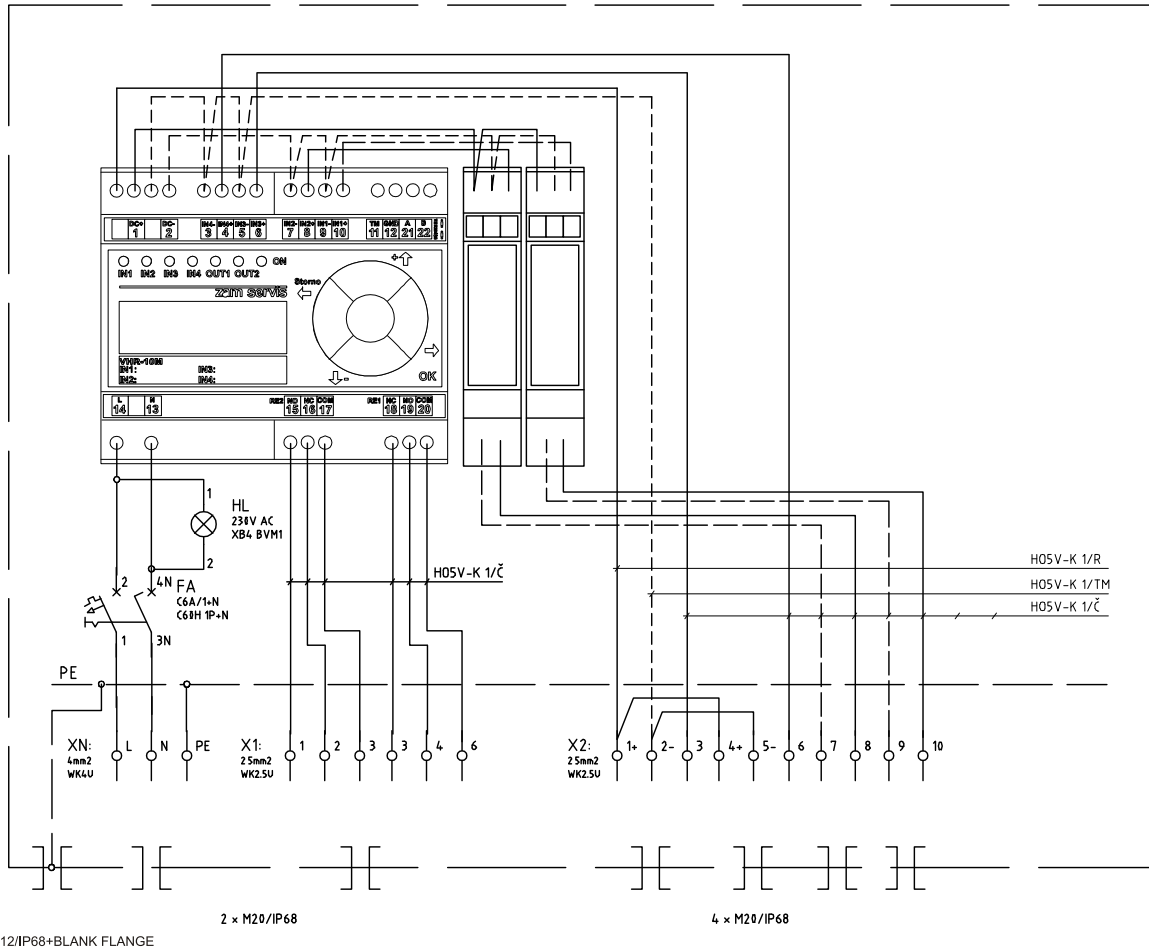 DC+ DC- IN4- IN4+ IN3- IN3+ IN2- IN2+ IN1- IN1+ TM GND A B
1 2 3 4 5 6 7 8 9 10 11 12 21 22
ON
IN1 IN2 IN3 IN4 OUT1 OUT2
zam servis
Storno
+
VHR-10M
IN1: IN3:
IN2: IN4:
-
OK
L N RE2 NO NC COM RE1 NC NO COM
14 13 15 16 17 18 19 20
1
HL
230V AC
XB4 BVM1
2
2 4N FA
C6A/1+N
C60H 1P+N
1 3N
H05V-K 1/Č
H05V-K 1/R
H05V-K 1/TM
H05V-K 1/Č
PE
XN: L N PE
4mm2
WK4U
X1: 1 2 3 3 4 6
25mm2
WK2.5U
X2: 1+ 2- 3 4+ 5- 6 7 8 9 10
25mm2
WK2.5U
2 × M20/IP68
4 × M20/IP68
12/IP68+BLANK FLANGE